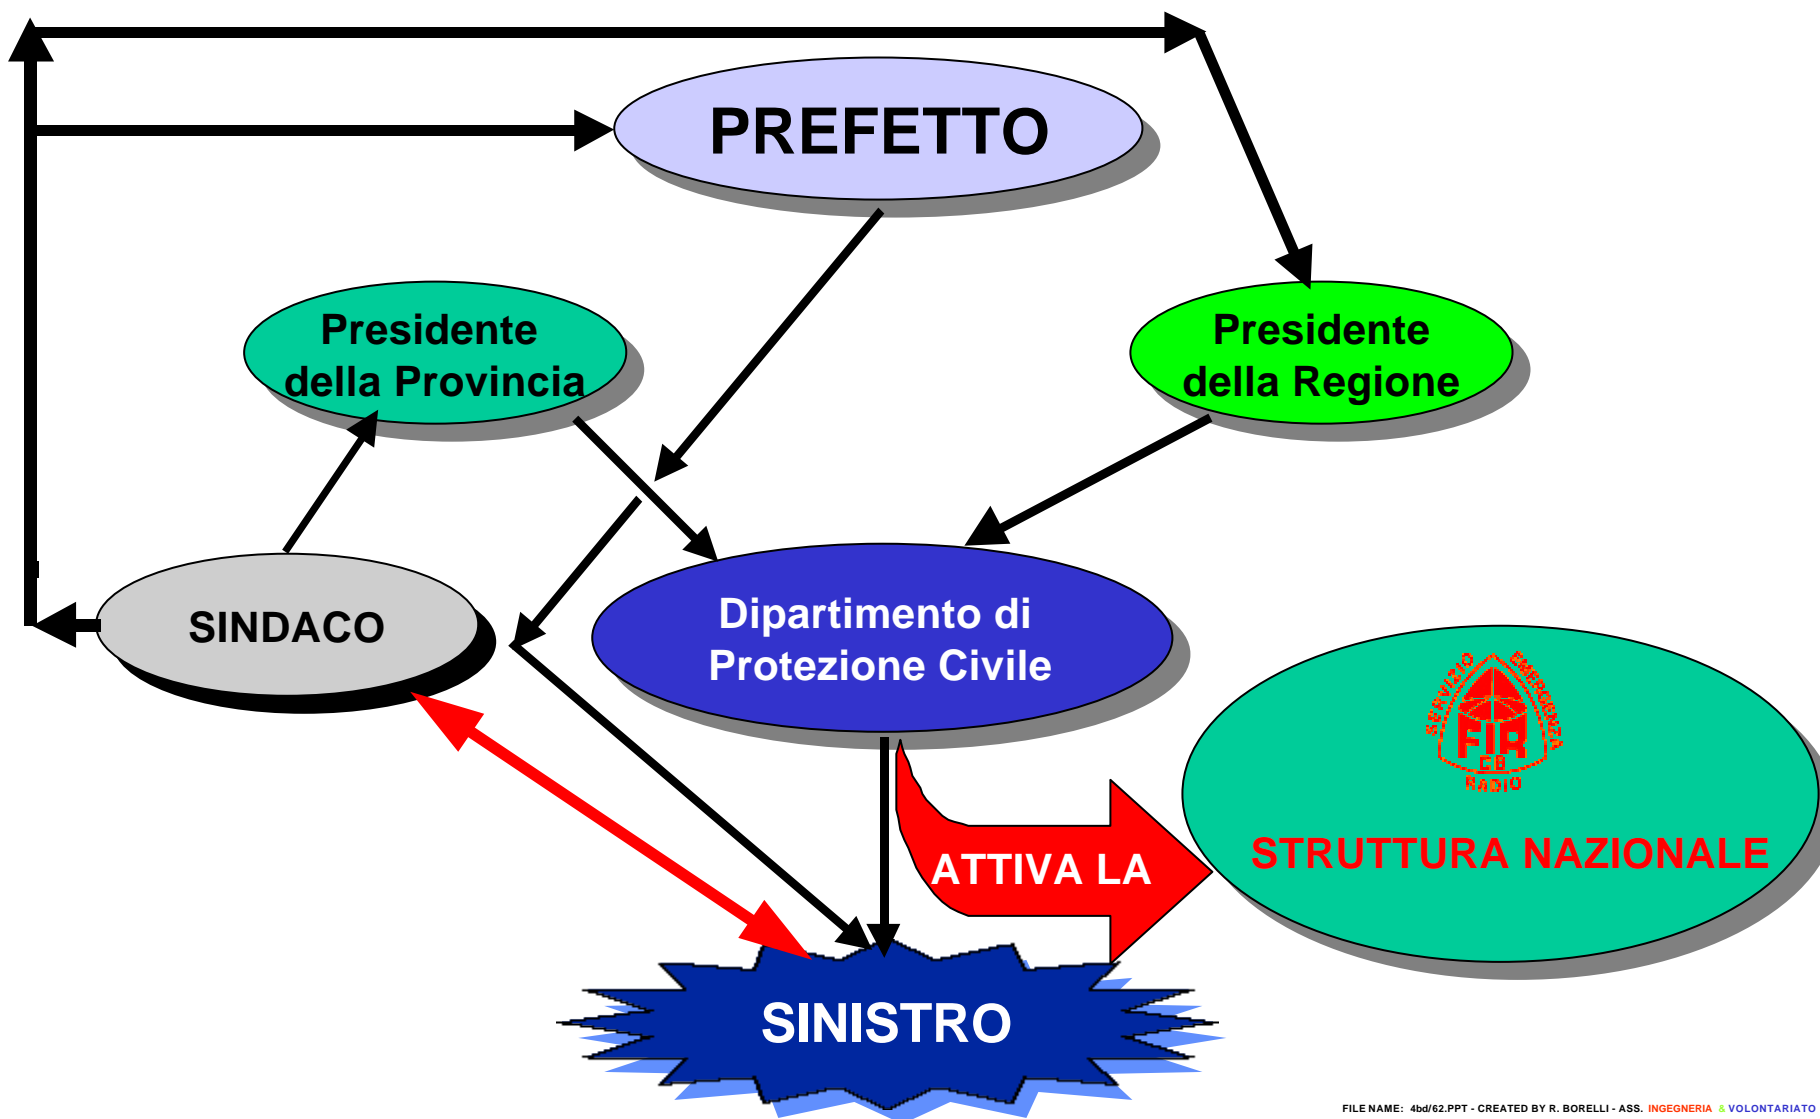 PREFETTO
Presidente
della Provincia
Presidente
della Regione
SINDACO
Dipartimento di
Protezione Civile
SERVIZIO EMERGENZA
FIR
CB
RADIO
STRUTTURA NAZIONALE
ATTIVA LA
SINISTRO
FILE NAME: 4bd/62.PPT - CREATED BY R. BORELLI - ASS. INGEGNERIA & VOLONTARIATO